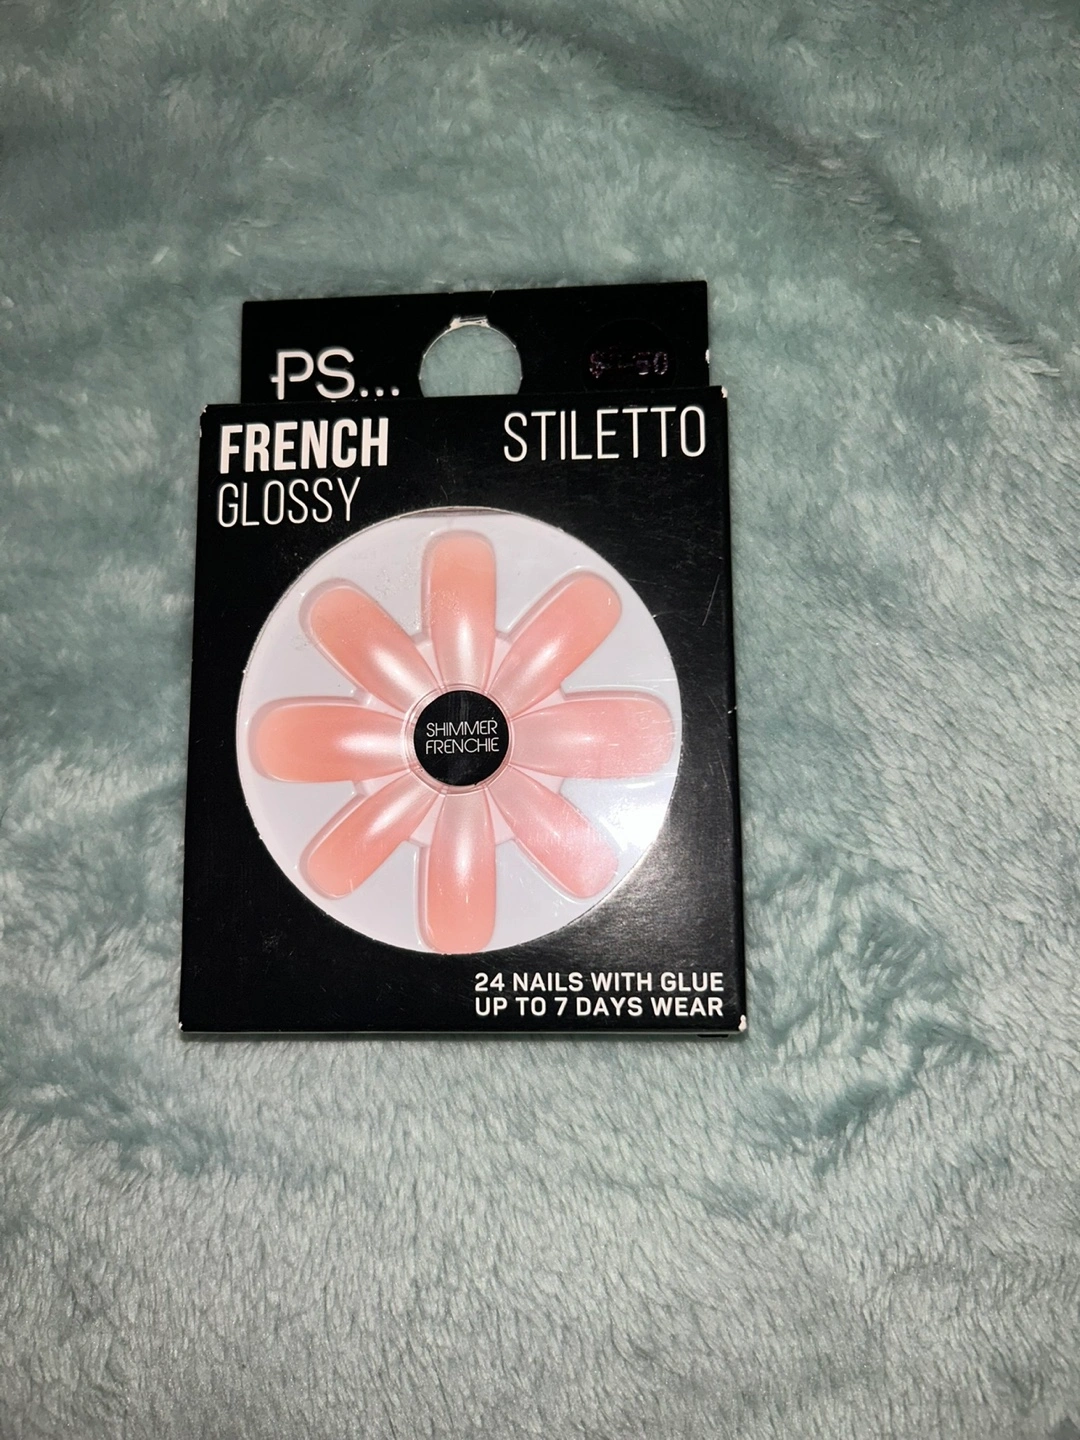 PS...
FRENCH
GLOSSY
STILETTO
SHIMMER
FRENCHIE
24 NAILS WITH GLUE
UP TO 7 DAYS WEAR